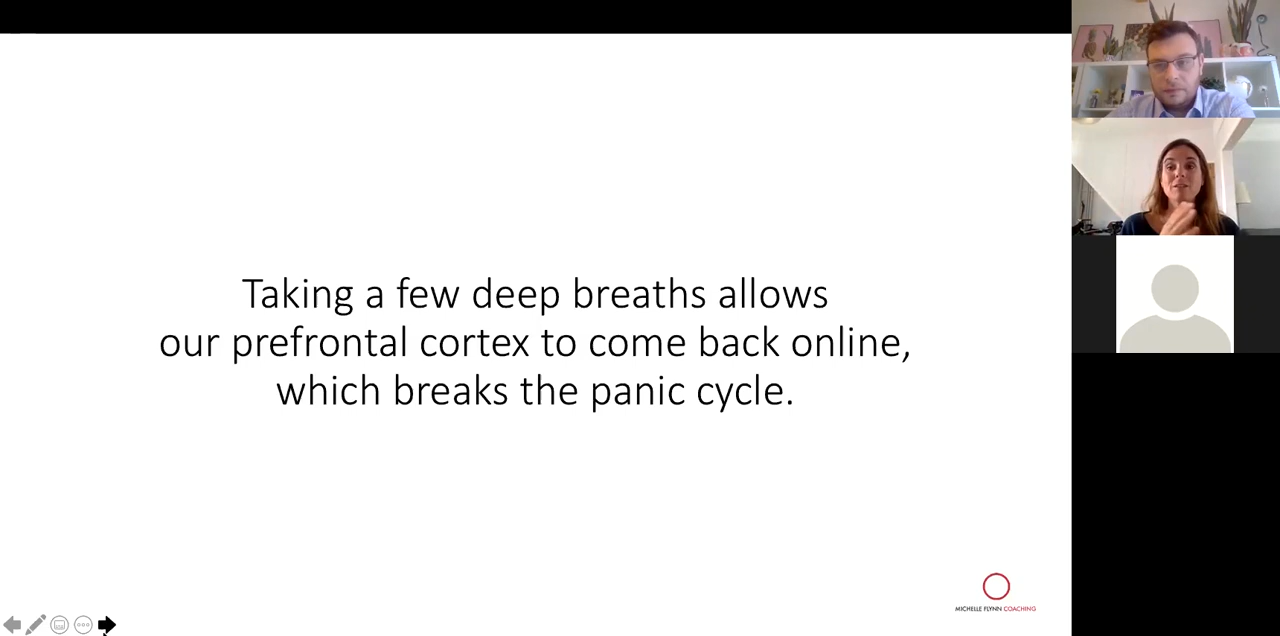 Taking a few deep breaths allows
our prefrontal cortex to come back online,
which breaks the panic cycle.
MICHELLE FLYNN COACHING